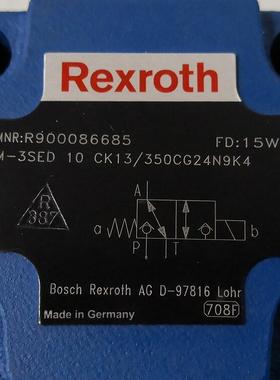 Rexroth
MNR:R900086685 FD:15W
M-3SED 10 CK13/350CG24N9K4
R
387
A
a b
P T
Bosch Rexroth AG D-97816 Lohr
Made in Germany 708F